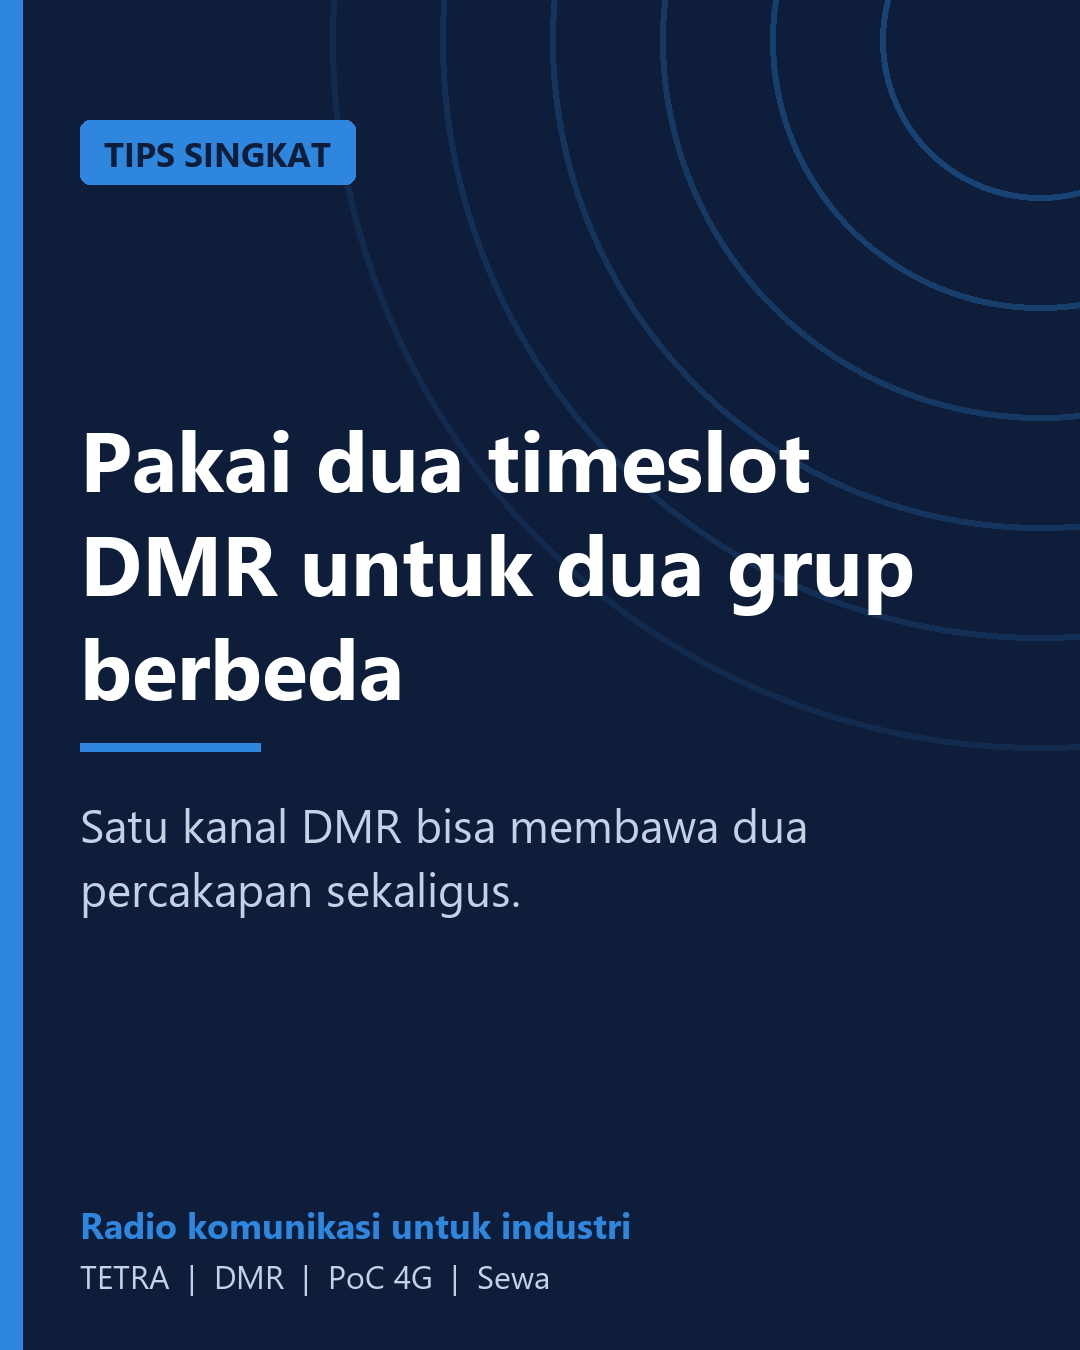 TIPS SINGKAT
Pakai dua timeslot
DMR untuk dua grup
berbeda
Satu kanal DMR bisa membawa dua
percakapan sekaligus.
Radio komunikasi untuk industri
TETRA | DMR | PoC 4G | Sewa